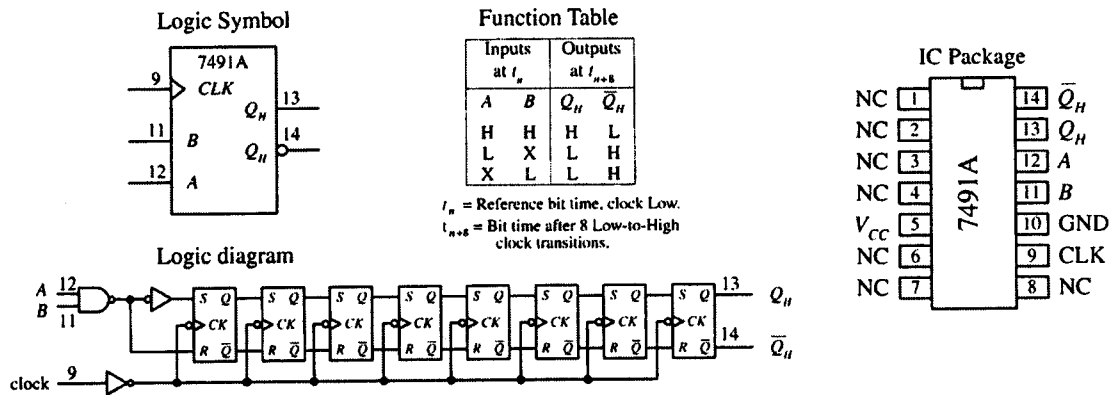 Logic Symbol
7491A
9
CLK
Q_H
13
11
B
14
Q_H
12
A
Function Table
Inputs at t_n
Outputs at t_{n+8}
A B Q_H Q̅_H
H H H L
L X L H
X L L H
t_n = Reference bit time, clock Low.
t_{n+8} = Bit time after 8 Low-to-High
clock transitions.
IC Package
NC 1
NC 2
NC 3
NC 4
V_CC 5
NC 6
NC 7
7491A
14 Q̅_H
13 Q_H
12 A
11 B
10 GND
9 CLK
8 NC
Logic diagram
A 12
B 11
S Q S Q S Q S Q S Q S Q S Q S Q
13 Q_H
CK CK CK CK CK CK CK CK
R Q̅ R Q̅ R Q̅ R Q̅ R Q̅ R Q̅ R Q̅ R Q̅
14 Q̅_H
clock 9